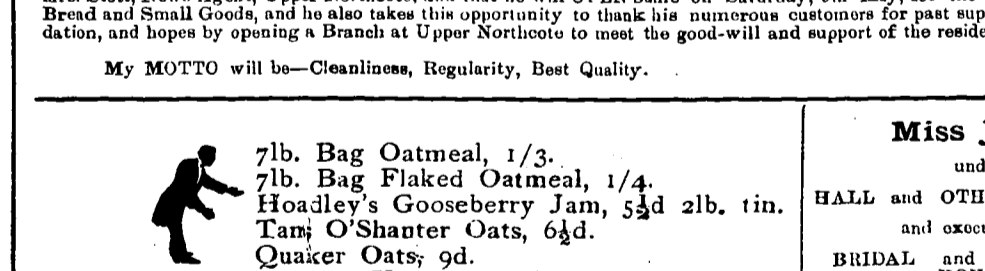 Bread and Small Goods, and he also takes this opportunity to thank his numerous customers for past sup
dation, and hopes by opening a Branch at Upper Northcote to meet the good-will and support of the reside
My MOTTO will be—Cleanliness, Regularity, Best Quality.
7lb. Bag Oatmeal, 1/3.
7lb. Bag Flaked Oatmeal, 1/4.
Hoadley's Gooseberry Jam, 5½d 2lb. tin.
Tam O'Shanter Oats, 6½d.
Quaker Oats, 9d.
Miss
und
HALL and OTH
and exec
BRIDAL and